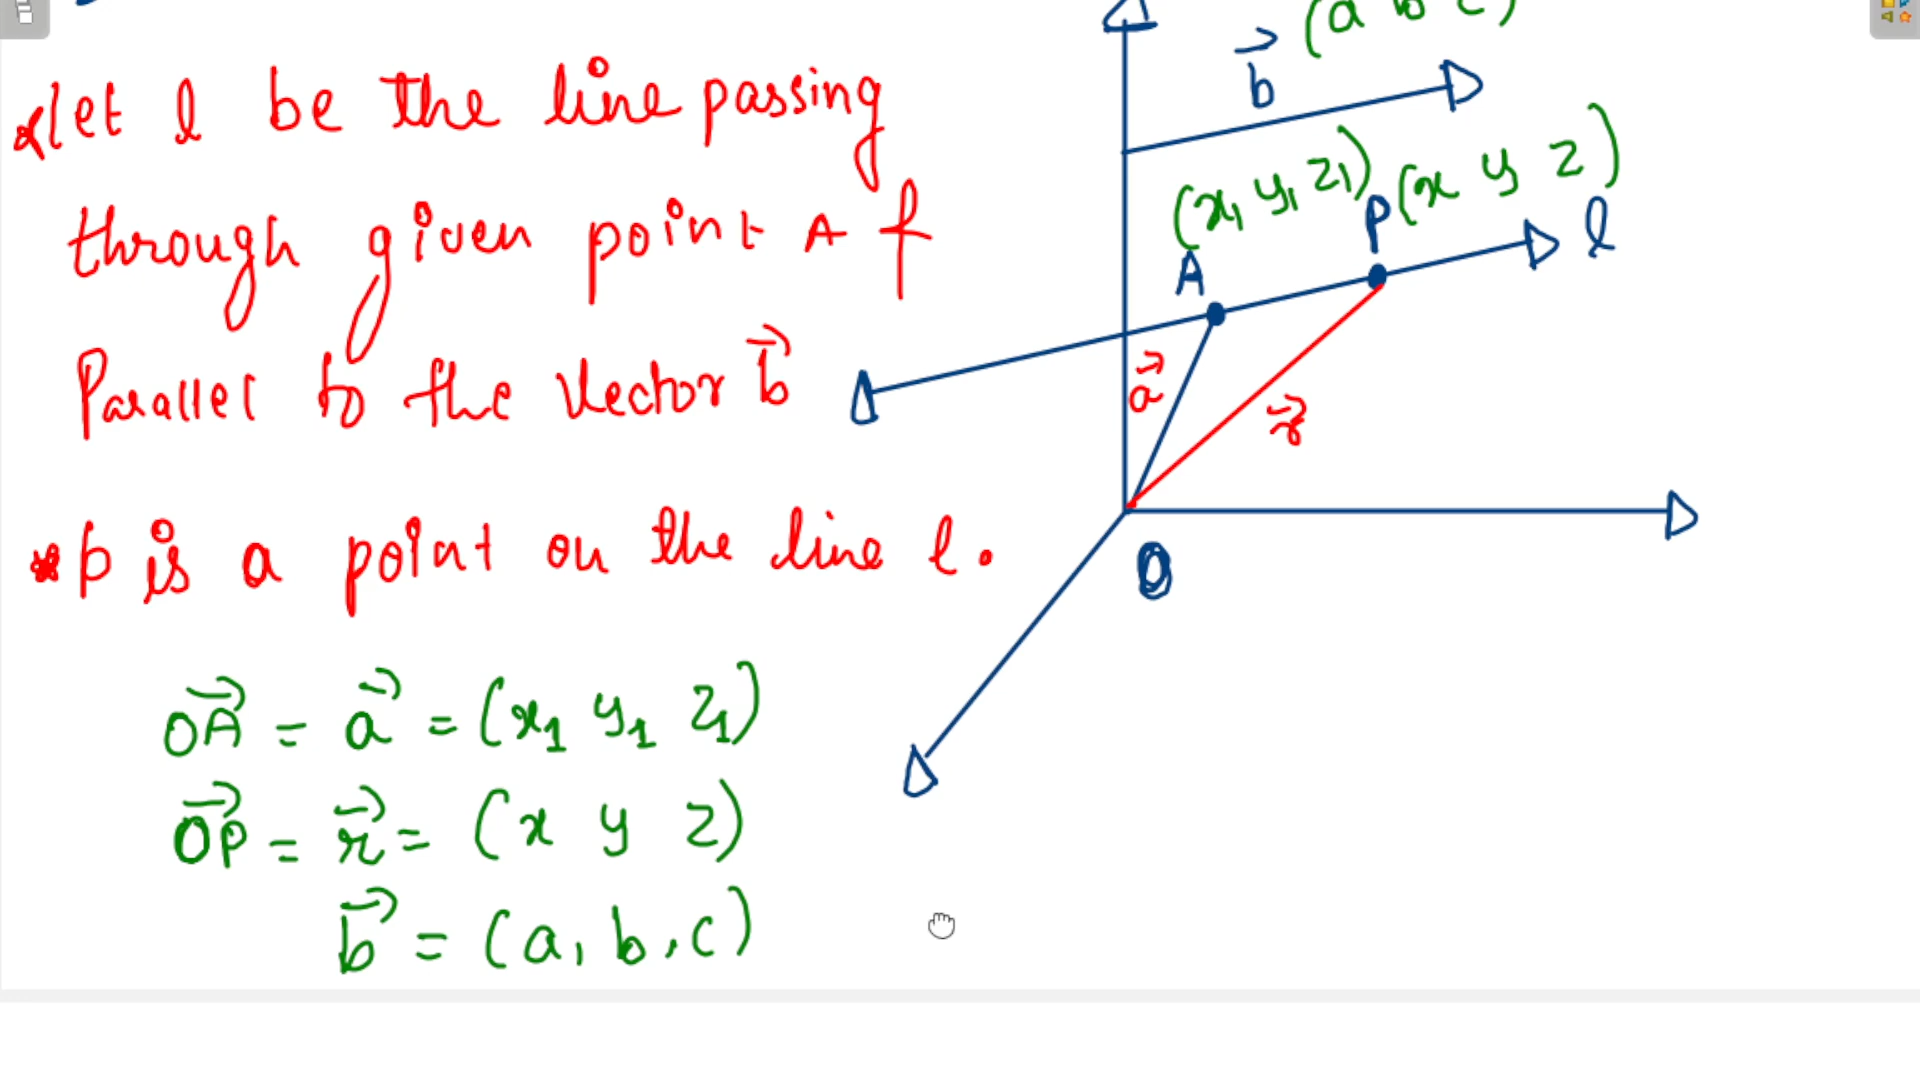 let l be the line passing
through given point A &
Parallel to the vector b⃗
* p is a point on the line l.
OA⃗ = a⃗ = (x₁ y₁ z₁)
OP⃗ = r⃗ = (x y z)
b⃗ = (a, b, c)
(a b c)
b⃗
(x₁ y₁ z₁)
(x y z)
P
l
A
a⃗
r⃗
O